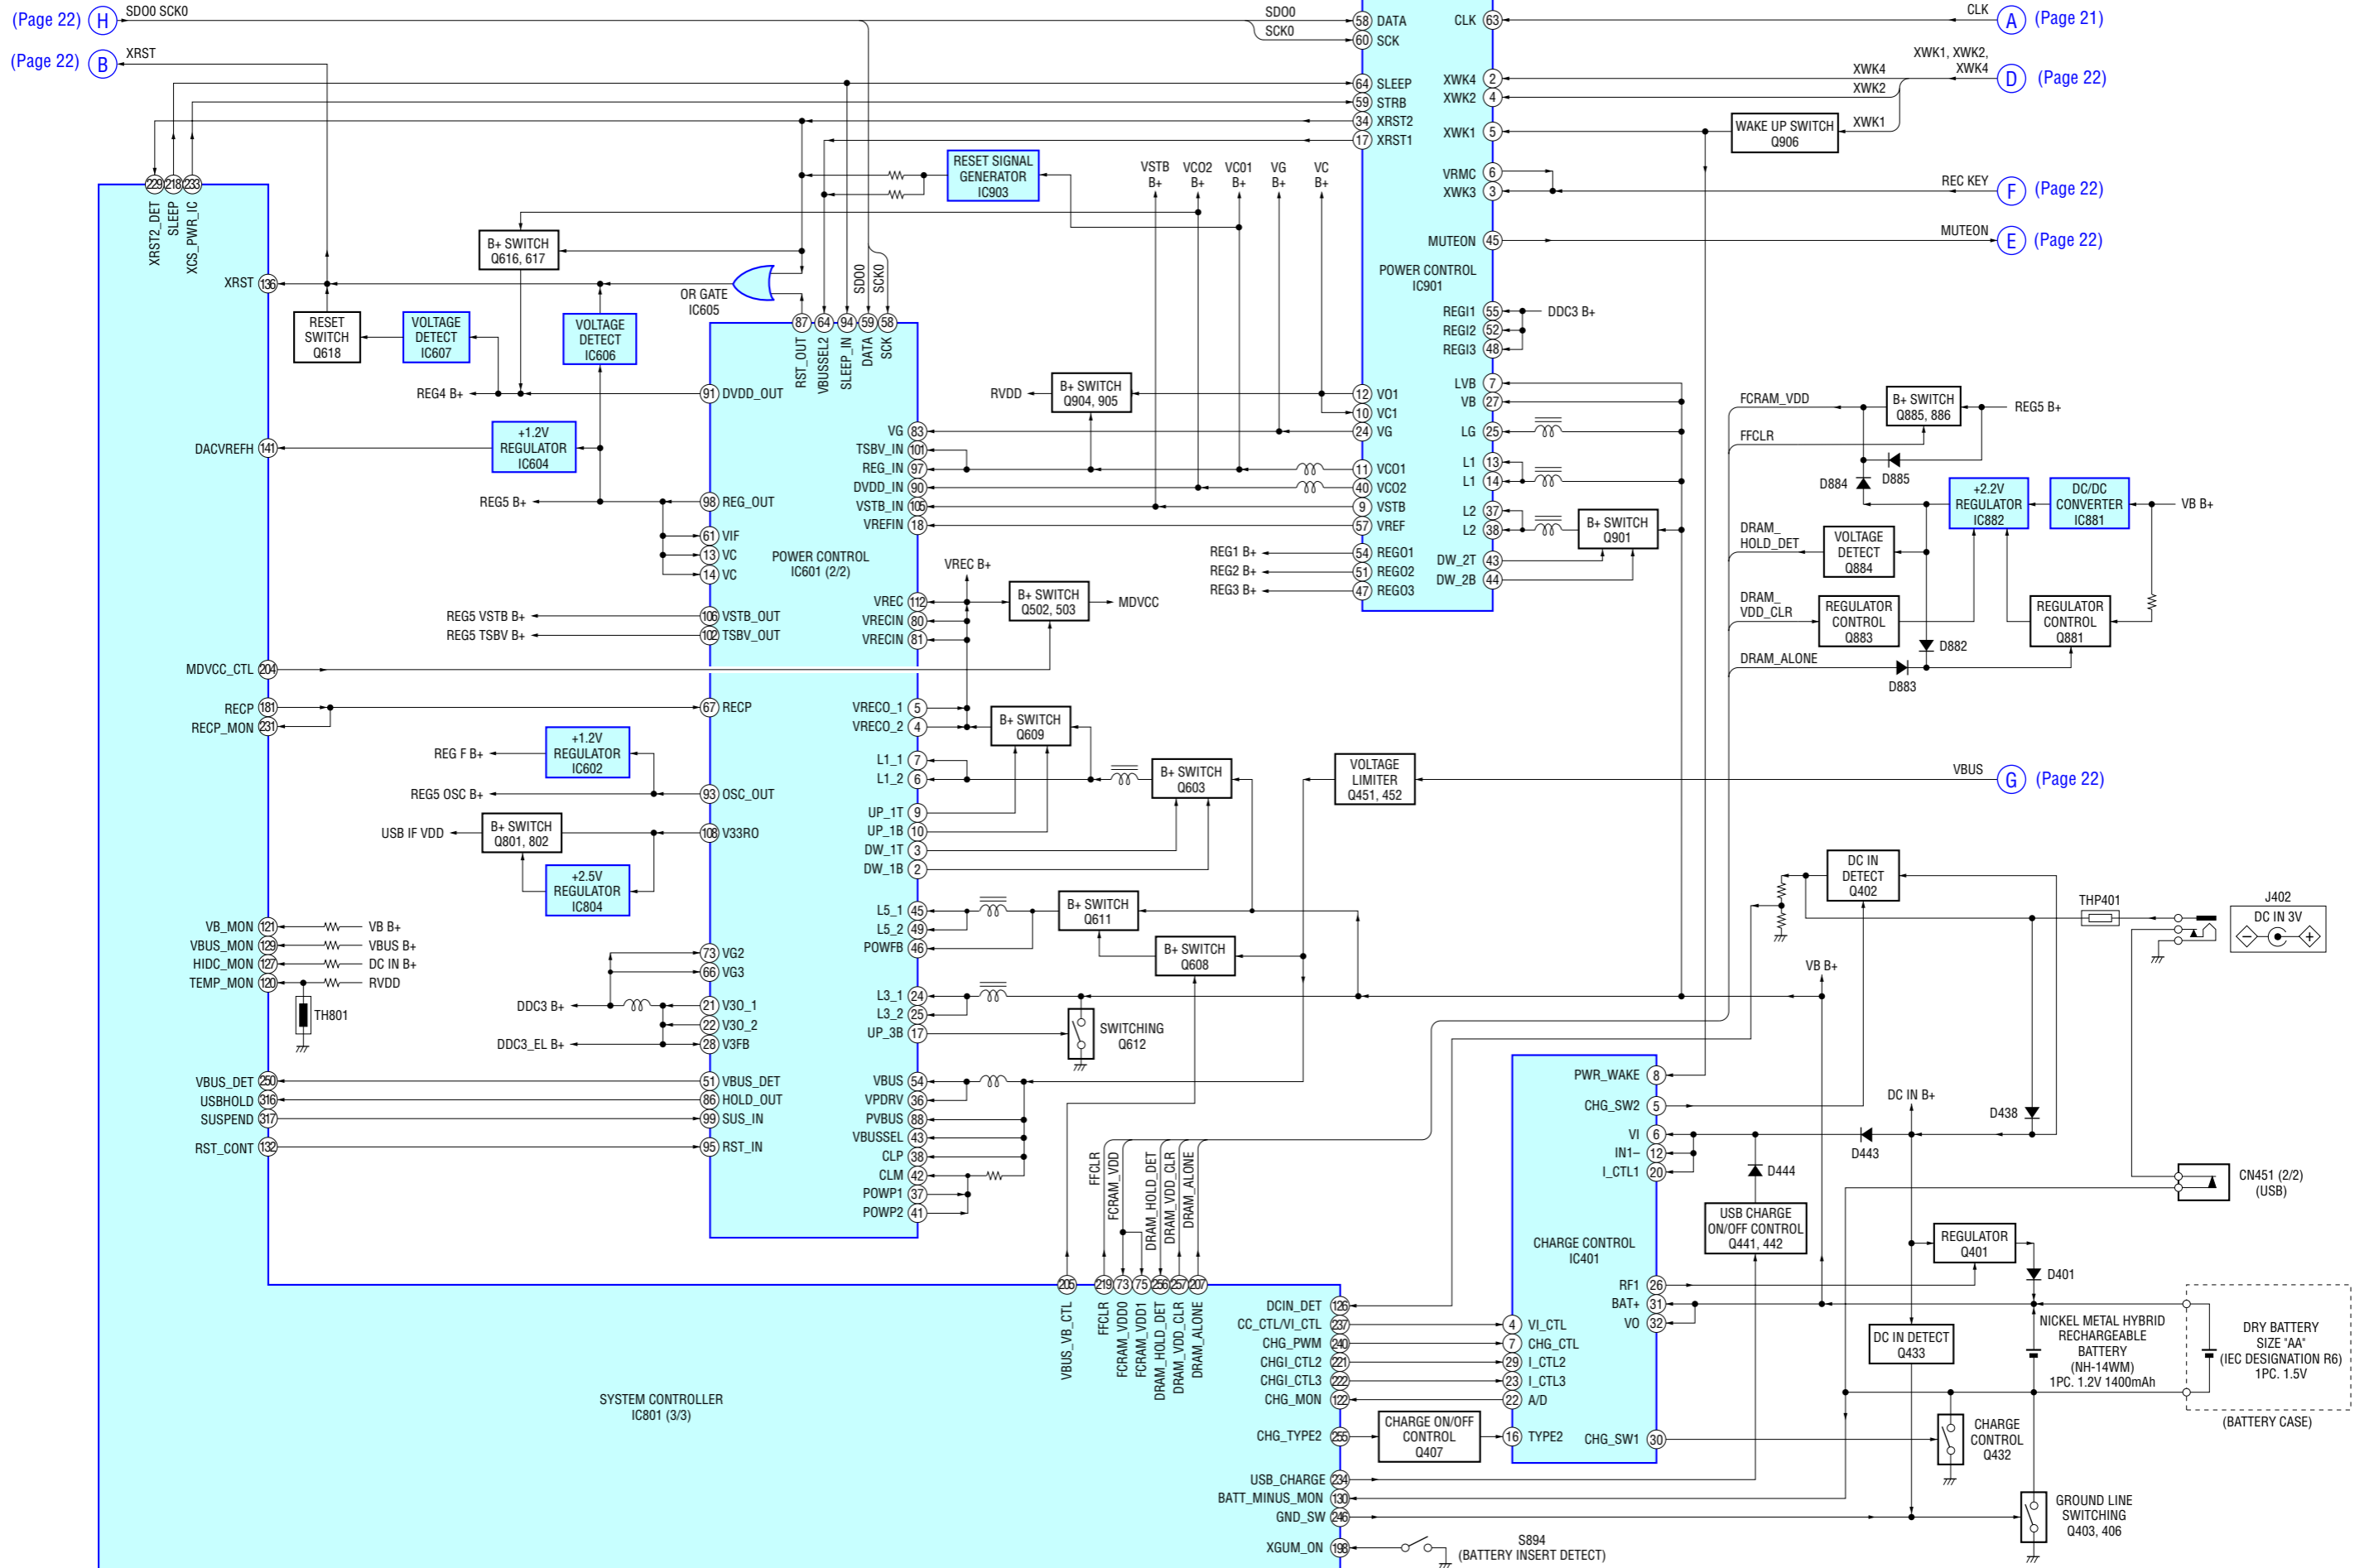 (Page 22) H SDO0 SCK0
SDO0
SCK0
58 DATA
60 SCK
CLK 63
CLK
A (Page 21)
(Page 22) B XRST
64 SLEEP
59 STRB
34 XRST2
17 XRST1
XWK4 2
XWK2 4
XWK1 5
XWK4
XWK2
XWK1
XWK1, XWK2,
XWK4
D (Page 22)
WAKE UP SWITCH
Q906
VRMC 6
XWK3 3
REC KEY
F (Page 22)
MUTEON 45
MUTEON
E (Page 22)
POWER CONTROL
IC901
REGI1 55
REGI2 52
REGI3 48
DDC3 B+
RESET SIGNAL
GENERATOR
IC903
VSTB
B+
VCO2
B+
VC01
B+
VG
B+
VC
B+
229 218 233
XRST2_DET
SLEEP
XCS_PWR_IC
B+ SWITCH
Q616, 617
XRST 136
OR GATE
IC605
SDO0
SCK0
RESET
SWITCH
Q618
VOLTAGE
DETECT
IC607
VOLTAGE
DETECT
IC606
87 64 94 59 58
RST_OUT
VBUSSEL2
SLEEP_IN
DATA
SCK
REG4 B+
91 DVDD_OUT
RVDD
B+ SWITCH
Q904, 905
12 VO1
10 VC1
24 VG
11 VCO1
40 VCO2
9 VSTB
57 VREF
54 REGO1
51 REGO2
47 REGO3
REG1 B+
REG2 B+
REG3 B+
LVB 7
VB 27
LG 25
L1 13
L1 14
L2 37
L2 38
DW_2T 43
DW_2B 44
B+ SWITCH
Q901
DACVREFH 141
+1.2V
REGULATOR
IC604
REG5 B+
98 REG_OUT
61 VIF
13 VC
14 VC
VG 83
TSBV_IN 101
REG_IN 97
DVDD_IN 90
VSTB_IN 105
VREFIN 18
POWER CONTROL
IC601 (2/2)
VREC B+
VREC 112
VRECIN 80
VRECIN 81
B+ SWITCH
Q502, 503
MDVCC
REG5 VSTB B+
REG5 TSBV B+
106 VSTB_OUT
102 TSBV_OUT
MDVCC_CTL 204
RECP 181
RECP_MON 231
67 RECP
VRECO_1 5
VRECO_2 4
B+ SWITCH
Q609
L1_1 7
L1_2 6
B+ SWITCH
Q603
UP_1T 9
UP_1B 10
DW_1T 3
DW_1B 2
REG F B+
+1.2V
REGULATOR
IC602
REG5 OSC B+
93 OSC_OUT
USB IF VDD
B+ SWITCH
Q801, 802
108 V33RO
+2.5V
REGULATOR
IC804
L5_1 45
L5_2 49
POWFB 46
B+ SWITCH
Q611
B+ SWITCH
Q608
VB_MON 121
VBUS_MON 129
HIDC_MON 127
TEMP_MON 120
VB B+
VBUS B+
DC IN B+
RVDD
TH801
73 VG2
66 VG3
21 V3O_1
22 V3O_2
28 V3FB
DDC3 B+
DDC3_EL B+
L3_1 24
L3_2 25
UP_3B 17
SWITCHING
Q612
VBUS_DET 250
USBHOLD 316
SUSPEND 317
RST_CONT 132
51 VBUS_DET
86 HOLD_OUT
99 SUS_IN
95 RST_IN
VBUS 54
VPDRV 36
PVBUS 88
VBUSSEL 43
CLP 38
CLM 42
POWP1 37
POWP2 41
FCRAM_VDD
FFCLR
B+ SWITCH
Q885, 886
REG5 B+
D885
D884
+2.2V
REGULATOR
IC882
DC/DC
CONVERTER
IC881
VB B+
DRAM_
HOLD_DET
VOLTAGE
DETECT
Q884
DRAM_
VDD_CLR
REGULATOR
CONTROL
Q883
REGULATOR
CONTROL
Q881
D882
DRAM_ALONE
D883
VOLTAGE
LIMITER
Q451, 452
VBUS
G (Page 22)
DC IN
DETECT
Q402
THP401
J402
DC IN 3V
VB B+
PWR_WAKE 8
CHG_SW2 5
VI 6
IN1– 12
I_CTL1 20
DC IN B+
D438
D443
D444
CN451 (2/2)
(USB)
USB CHARGE
ON/OFF CONTROL
Q441, 442
CHARGE CONTROL
IC401
REGULATOR
Q401
D401
RF1 26
BAT+ 31
VO 32
FFCLR
FCRAM_VDD
DRAM_HOLD_DET
DRAM_VDD_CLR
DRAM_ALONE
205 219 73 75 256 257 207
VBUS_VB_CTL
FFCLR
FCRAM_VDD0
FCRAM_VDD1
DRAM_HOLD_DET
DRAM_VDD_CLR
DRAM_ALONE
DCIN_DET 126
CC_CTL/VI_CTL 237
CHG_PWM 240
CHGI_CTL2 221
CHGI_CTL3 222
CHG_MON 122
4 VI_CTL
7 CHG_CTL
29 I_CTL2
23 I_CTL3
22 A/D
DC IN DETECT
Q433
NICKEL METAL HYBRID
RECHARGEABLE
BATTERY
(NH-14WM)
1PC. 1.2V 1400mAh
DRY BATTERY
SIZE "AA"
(IEC DESIGNATION R6)
1PC. 1.5V
(BATTERY CASE)
SYSTEM CONTROLLER
IC801 (3/3)
CHG_TYPE2 255
CHARGE ON/OFF
CONTROL
Q407
16 TYPE2
CHG_SW1 30
CHARGE
CONTROL
Q432
USB_CHARGE 234
BATT_MINUS_MON 130
GND_SW 246
GROUND LINE
SWITCHING
Q403, 406
XGUM_ON 198
S894
(BATTERY INSERT DETECT)